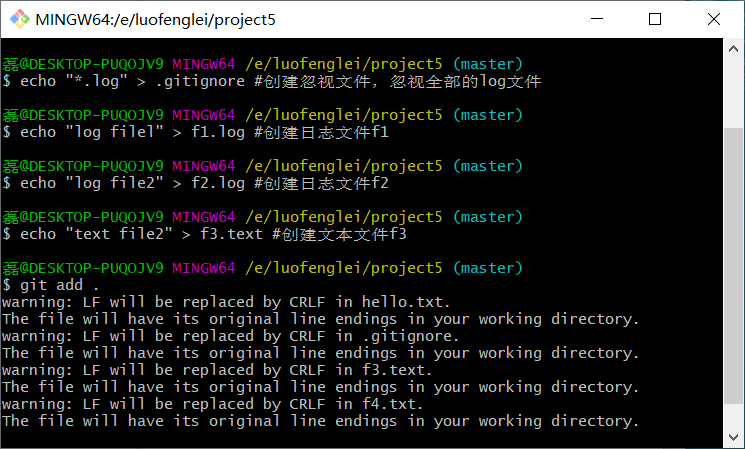 MINGW64:/e/luofenglei/project5
磊@DESKTOP-PUQOJV9 MINGW64 /e/luofenglei/project5 (master)
$ echo "*.log" > .gitignore #创建忽视文件，忽视全部的log文件
磊@DESKTOP-PUQOJV9 MINGW64 /e/luofenglei/project5 (master)
$ echo "log filel" > f1.log #创建日志文件f1
磊@DESKTOP-PUQOJV9 MINGW64 /e/luofenglei/project5 (master)
$ echo "log file2" > f2.log #创建日志文件f2
磊@DESKTOP-PUQOJV9 MINGW64 /e/luofenglei/project5 (master)
$ echo "text file2" > f3.text #创建文本文件f3
磊@DESKTOP-PUQOJV9 MINGW64 /e/luofenglei/project5 (master)
$ git add .
warning: LF will be replaced by CRLF in hello.txt.
The file will have its original line endings in your working directory.
warning: LF will be replaced by CRLF in .gitignore.
The file will have its original line endings in your working directory.
warning: LF will be replaced by CRLF in f3.text.
The file will have its original line endings in your working directory.
warning: LF will be replaced by CRLF in f4.txt.
The file will have its original line endings in your working directory.